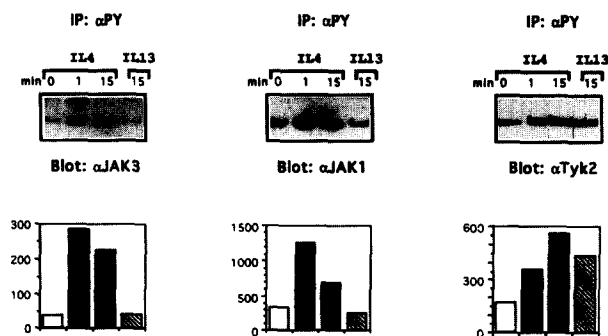 IP: αPY
IP: αPY
IP: αPY
IL4 IL13
IL4 IL13
IL4 IL13
min 0 1 15 15
min 0 1 15 15
min 0 1 15 15
Blot: αJAK3
Blot: αJAK1
Blot: αTyk2
300
200
100
0
1500
1000
500
0
600
400
200
0